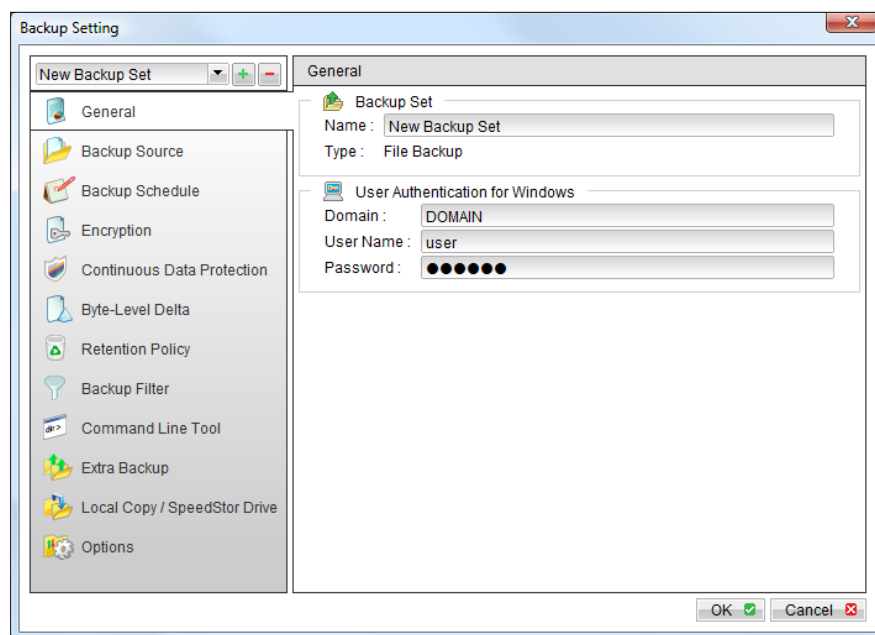 Backup Setting
New Backup Set
General
Backup Source
Backup Schedule
Encryption
Continuous Data Protection
Byte-Level Delta
Retention Policy
Backup Filter
dir>
Command Line Tool
Extra Backup
Local Copy / SpeedStor Drive
Options
General
Backup Set
Name : New Backup Set
Type : File Backup
User Authentication for Windows
Domain : DOMAIN
User Name : user
Password : ●●●●●●
OK
Cancel